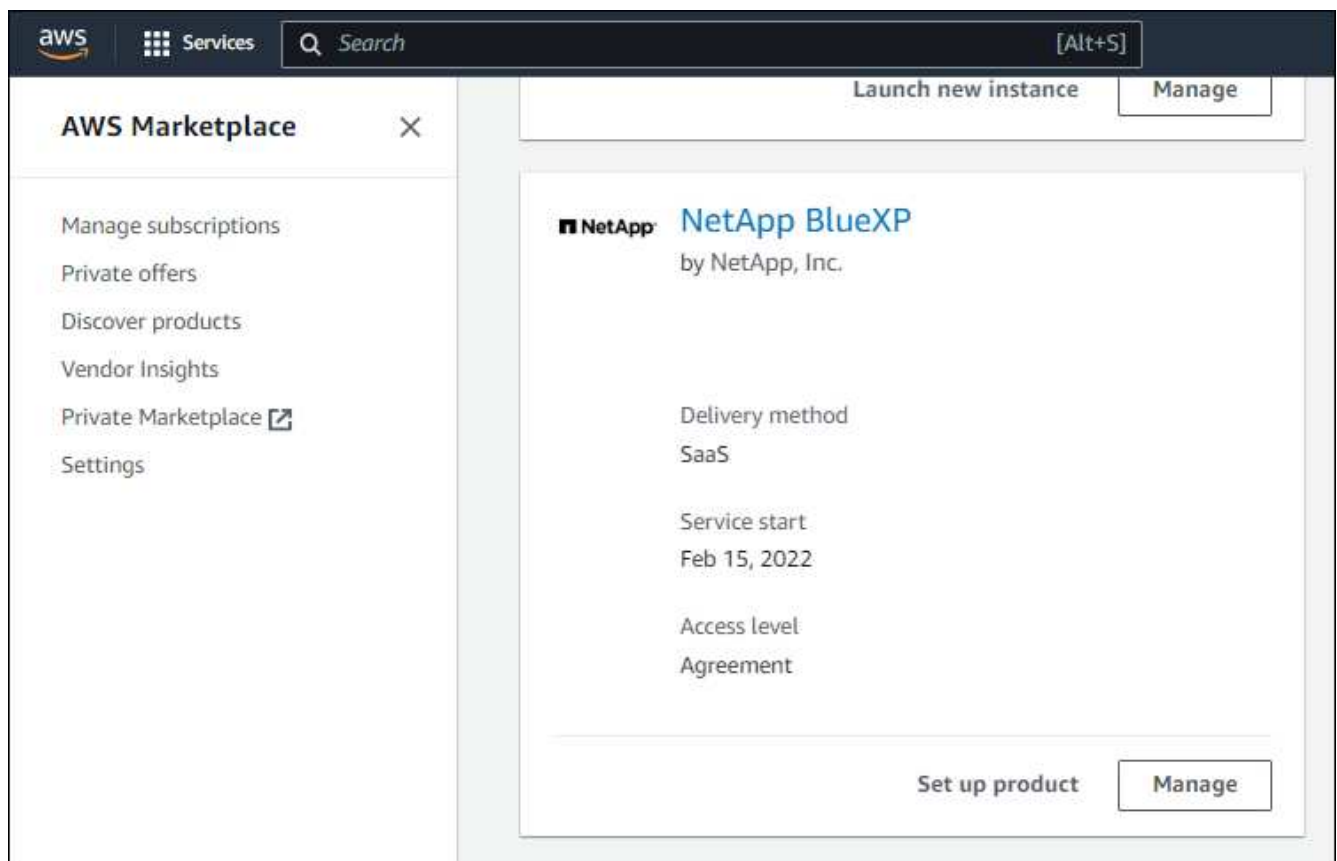 aws
Services
Search
[Alt+S]
AWS Marketplace
Manage subscriptions
Private offers
Discover products
Vendor Insights
Private Marketplace
Settings
Launch new instance
Manage
NetApp
NetApp BlueXP
by NetApp, Inc.
Delivery method
SaaS
Service start
Feb 15, 2022
Access level
Agreement
Set up product
Manage